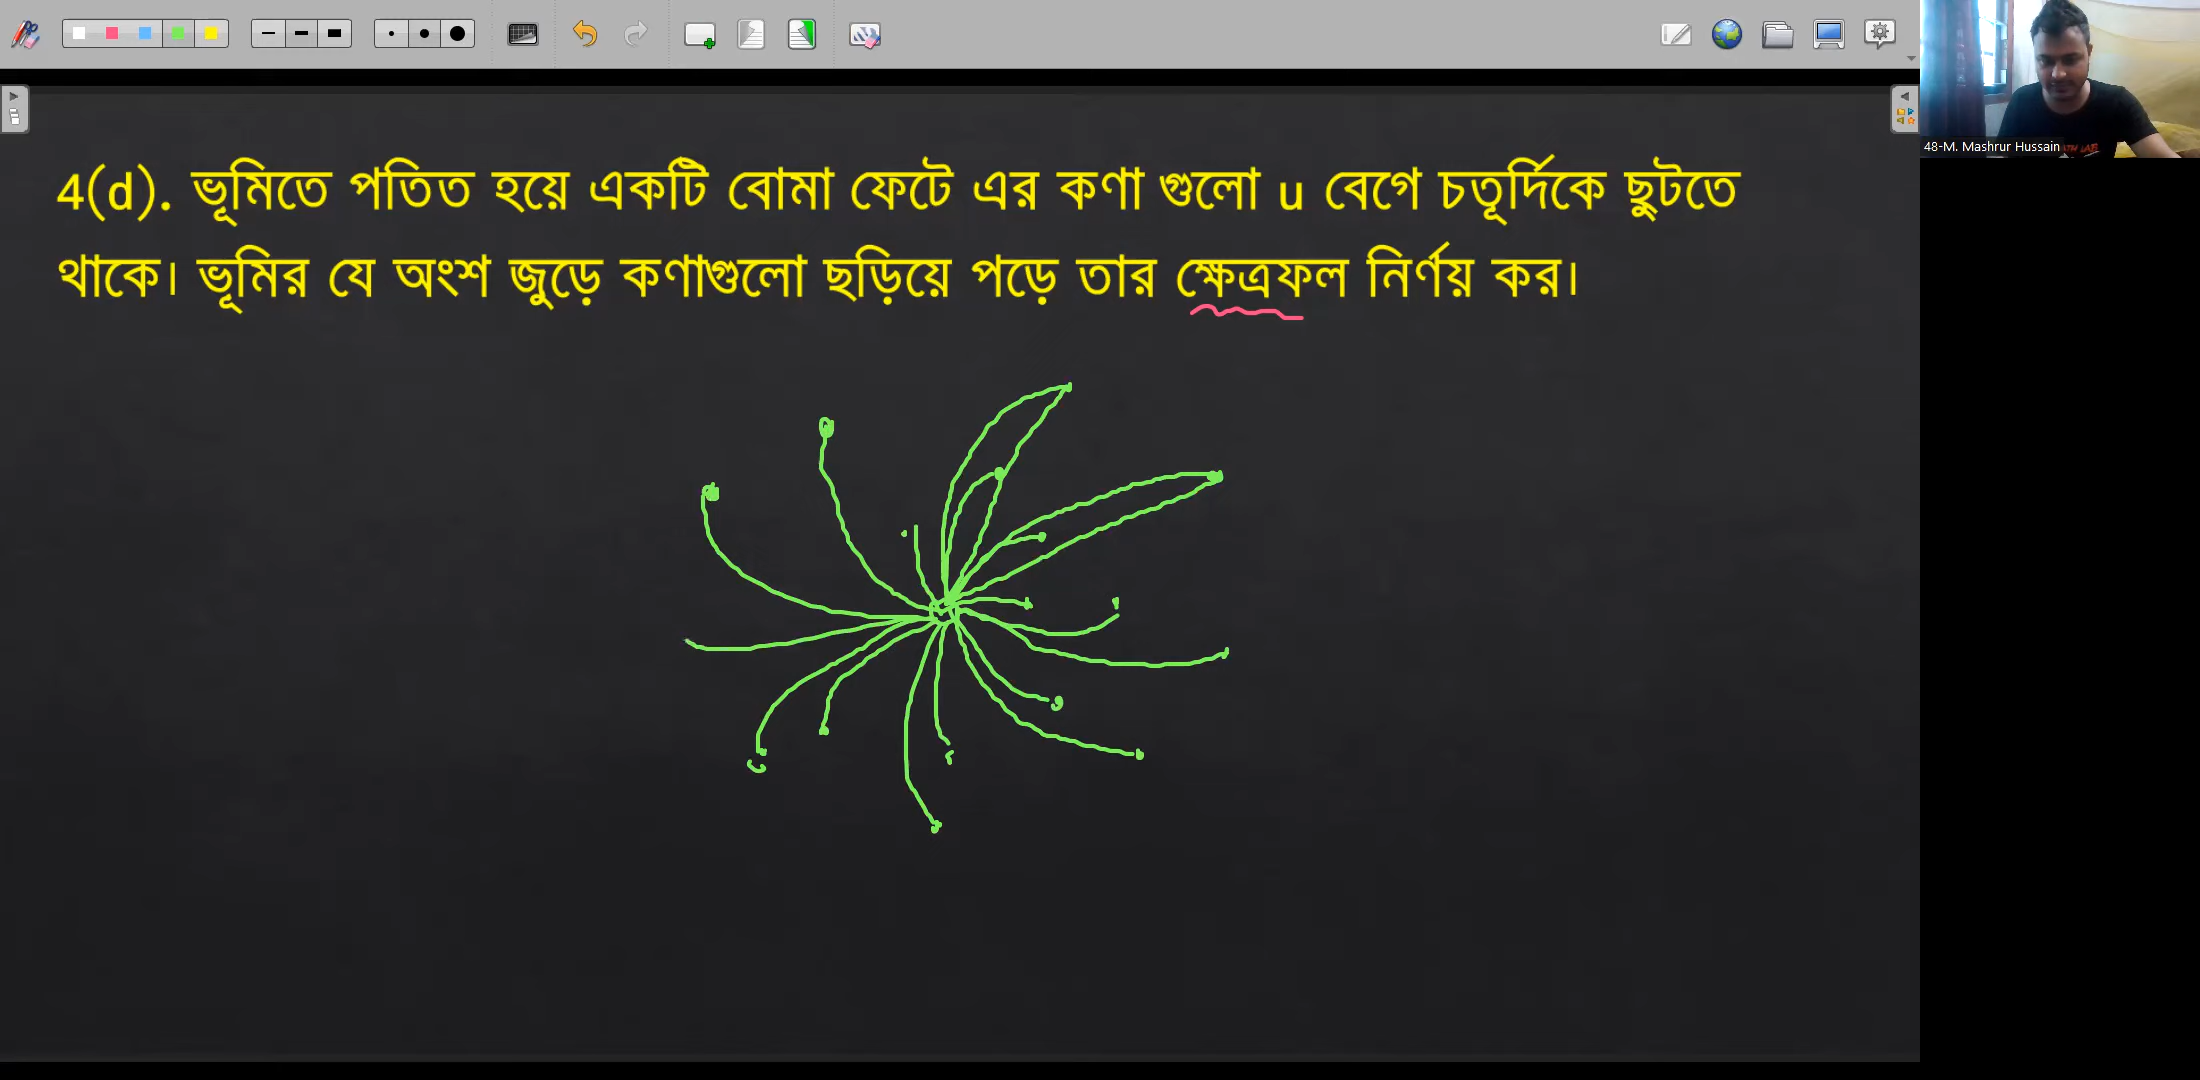 48-M. Mashrur Hussain
4(d). ভূমিতে পতিত হয়ে একটি বোমা ফেটে এর কণা গুলো u বেগে চতূর্দিকে ছুটতে
থাকে। ভূমির যে অংশ জুড়ে কণাগুলো ছড়িয়ে পড়ে তার ক্ষেত্রফল নির্ণয় কর।